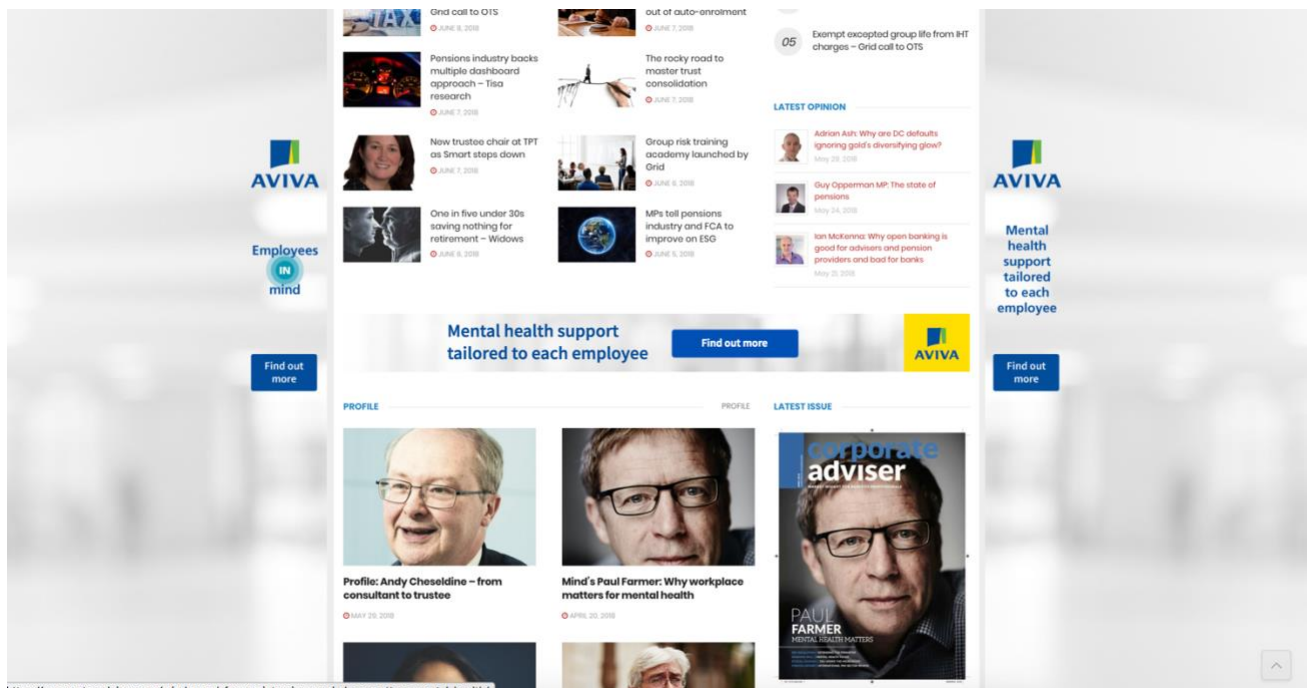 TAX
Grid call to OTS
JUNE 8, 2018
out of auto-enrolment
JUNE 7, 2018
Pensions industry backs
multiple dashboard
approach – Tisa
research
JUNE 7, 2018
The rocky road to
master trust
consolidation
JUNE 7, 2018
New trustee chair at TPT
as Smart steps down
JUNE 7, 2018
Group risk training
academy launched by
Grid
JUNE 6, 2018
One in five under 30s
saving nothing for
retirement – Widows
JUNE 6, 2018
MPs tell pensions
industry and FCA to
improve on ESG
JUNE 5, 2018
05
Exempt excepted group life from IHT
charges – Grid call to OTS
LATEST OPINION
Adrian Ash: Why are DC defaults
ignoring gold's diversifying glow?
May 29, 2018
Guy Opperman MP: The state of
pensions
May 24, 2018
Ian McKenna: Why open banking is
good for advisers and pension
providers and bad for banks
May 21, 2018
AVIVA
Employees
IN
mind
Find out
more
AVIVA
Mental
health
support
tailored
to each
employee
Find out
more
Mental health support
tailored to each employee
Find out more
AVIVA
PROFILE
PROFILE
Profile: Andy Cheseldine – from
consultant to trustee
MAY 29, 2018
Mind's Paul Farmer: Why workplace
matters for mental health
APRIL 20, 2018
LATEST ISSUE
corporate
adviser
PAUL
FARMER
MENTAL HEALTH MATTERS